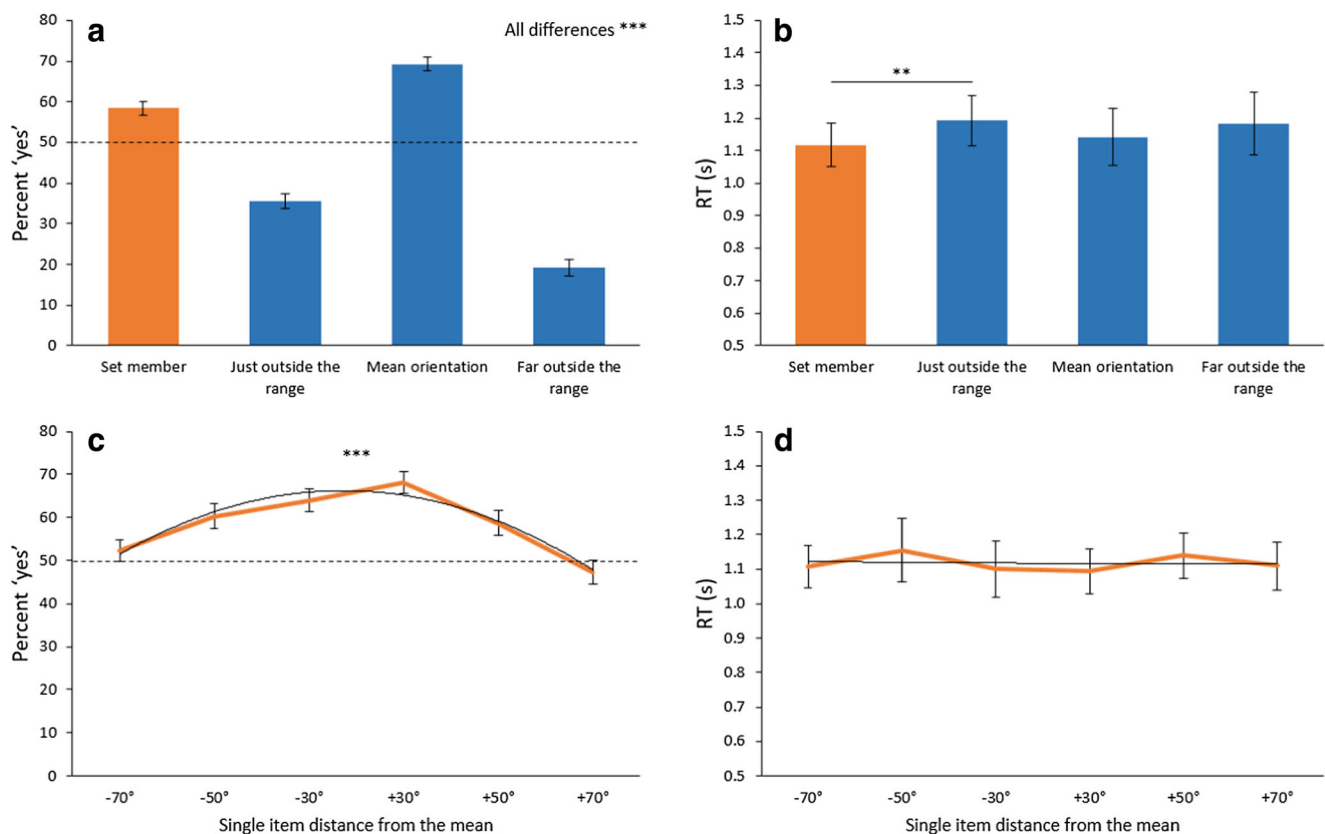 a
All differences ***
Percent 'yes'
80
70
60
50
40
30
20
10
0
Set member
Just outside the
range
Mean orientation
Far outside the
range
b
**
RT (s)
1.5
1.4
1.3
1.2
1.1
1.0
0.9
0.8
0.7
0.6
0.5
Set member
Just outside the
range
Mean orientation
Far outside the
range
c
***
Percent 'yes'
80
70
60
50
40
30
20
10
0
-70°
-50°
-30°
+30°
+50°
+70°
Single item distance from the mean
d
RT (s)
1.5
1.4
1.3
1.2
1.1
1.0
0.9
0.8
0.7
0.6
0.5
-70°
-50°
-30°
+30°
+50°
+70°
Single item distance from the mean